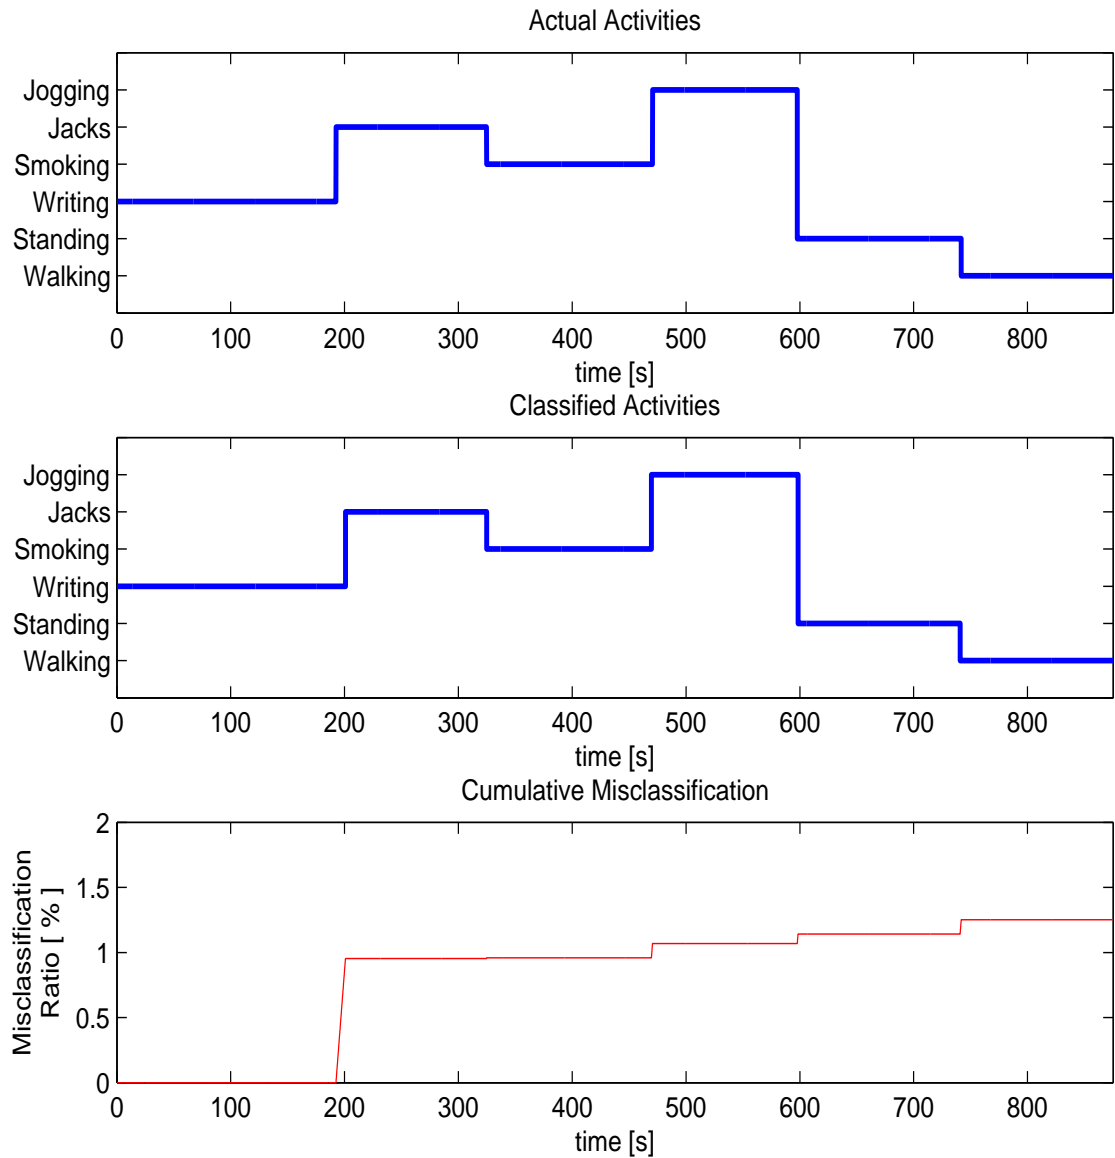 Actual Activities
Jogging
Jacks
Smoking
Writing
Standing
Walking
0 100 200 300 400 500 600 700 800
time [s]
Classified Activities
Jogging
Jacks
Smoking
Writing
Standing
Walking
0 100 200 300 400 500 600 700 800
time [s]
Cumulative Misclassification
Misclassification
Ratio [ % ]
2
1.5
1
0.5
0
0 100 200 300 400 500 600 700 800
time [s]